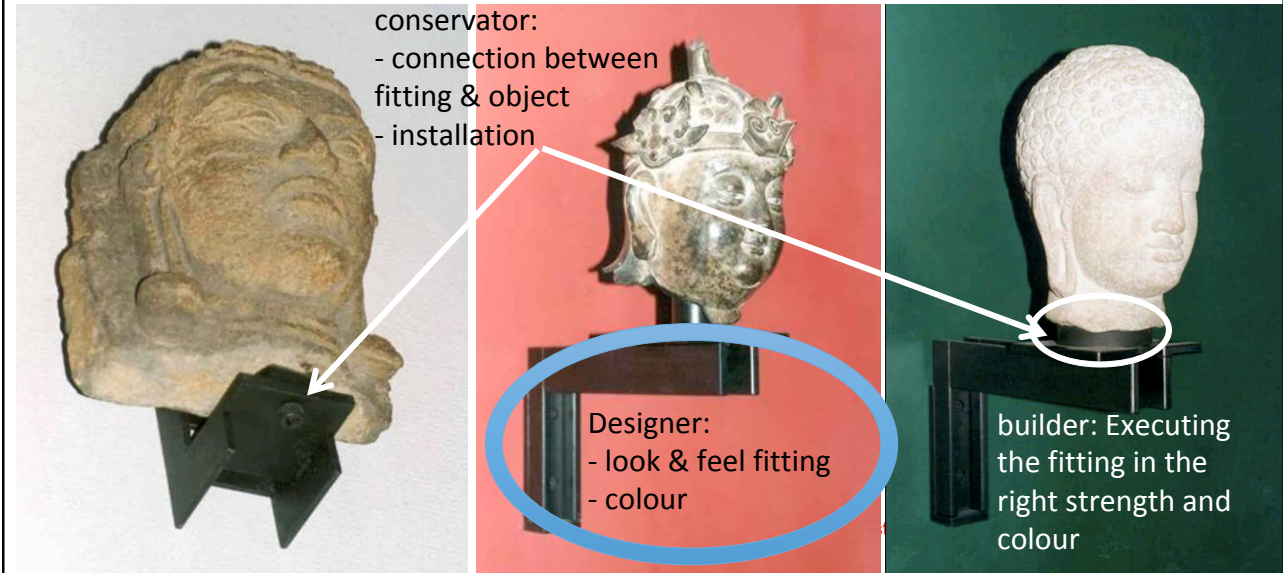 conservator:
- connection between
fitting & object
- installation
Designer:
- look & feel fitting
- colour
builder: Executing
the fitting in the
right strength and
colour